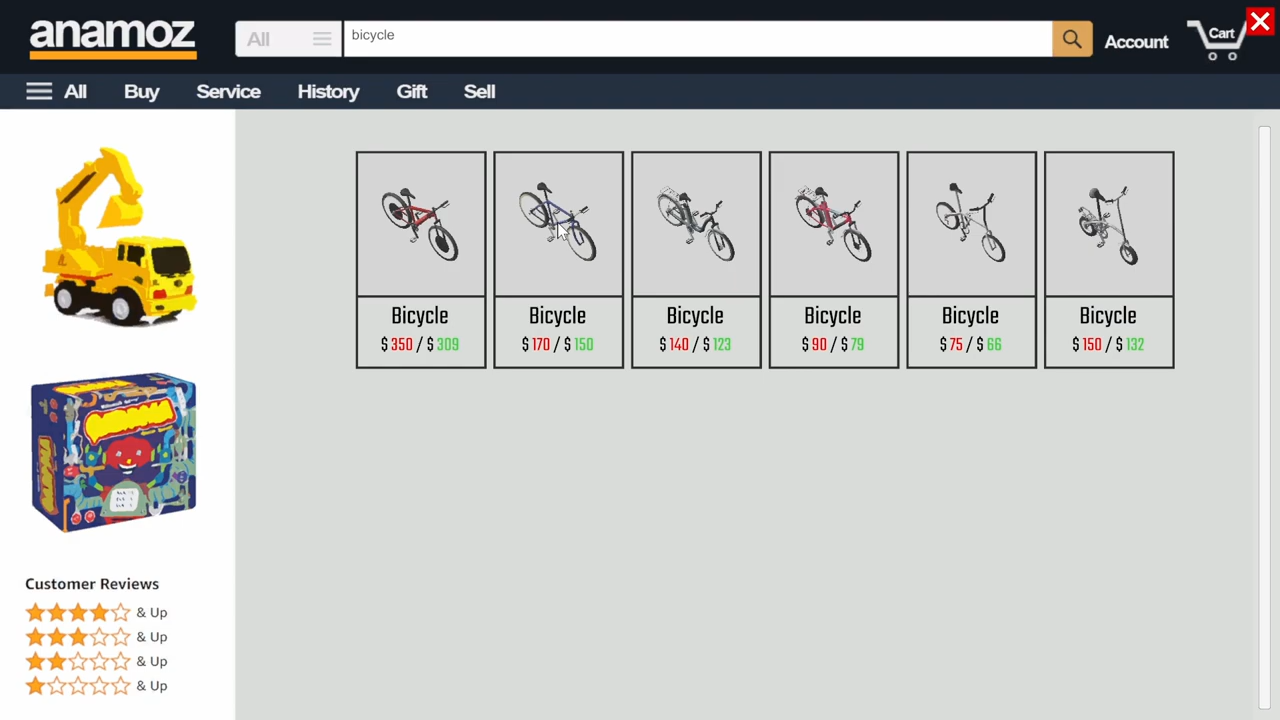 anamoz
All
bicycle
Account
Cart
All
Buy
Service
History
Gift
Sell
Bicycle
$ 350 / $ 309
Bicycle
$ 170 / $ 150
Bicycle
$ 140 / $ 123
Bicycle
$ 90 / $ 79
Bicycle
$ 75 / $ 66
Bicycle
$ 150 / $ 132
Customer Reviews
& Up
& Up
& Up
& Up